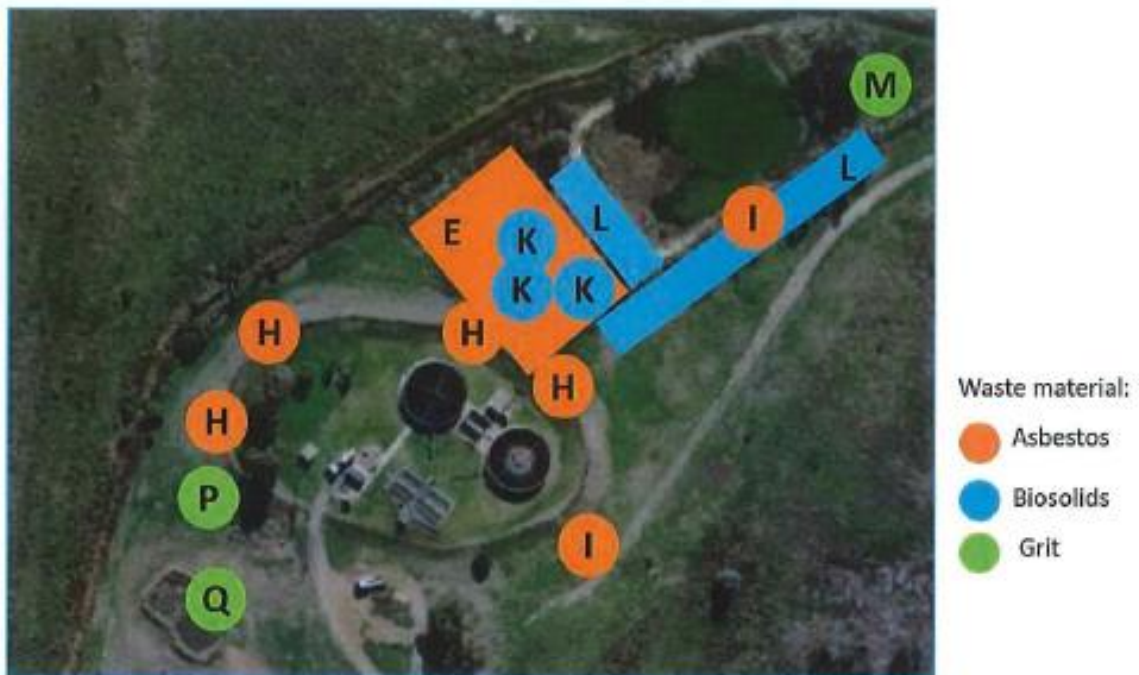 M
L
I
L
E
K
K
K
H
H
H
H
P
I
Q
Waste material:
Asbestos
Biosolids
Grit